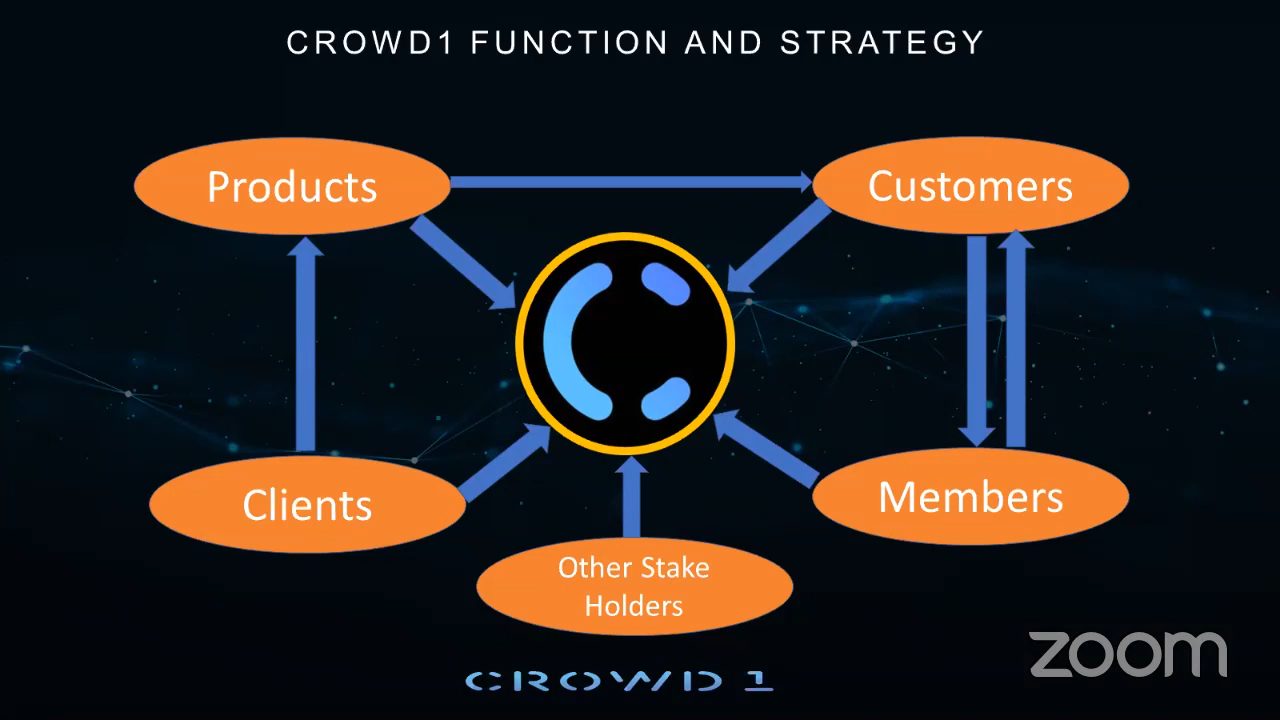 CROWD1 FUNCTION AND STRATEGY
Products
Customers
Clients
Members
Other Stake
Holders
CROWD 1
zoom